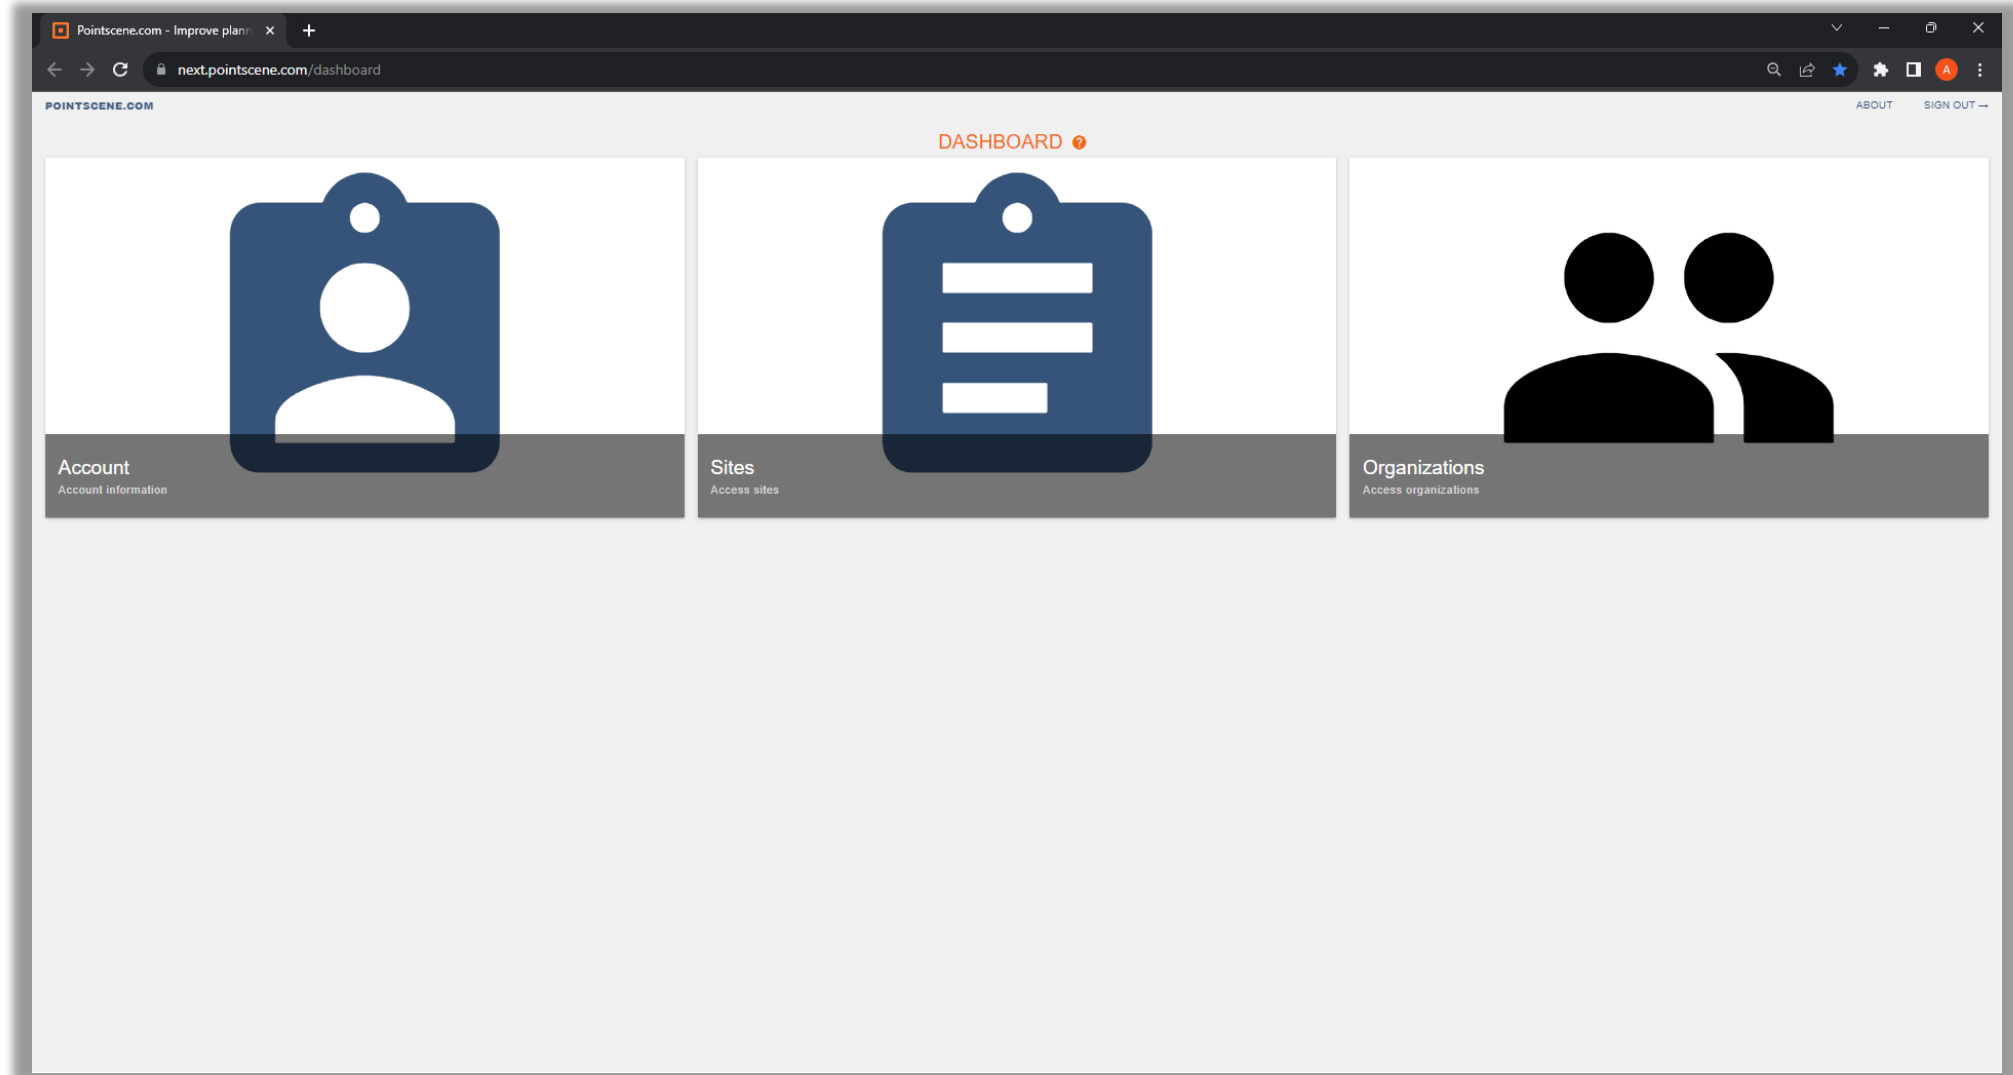 Pointscene.com - Improve plann
next.pointscene.com/dashboard
A
POINTSCENE.COM
ABOUT
SIGN OUT →
DASHBOARD ?
Account
Account information
Sites
Access sites
Organizations
Access organizations